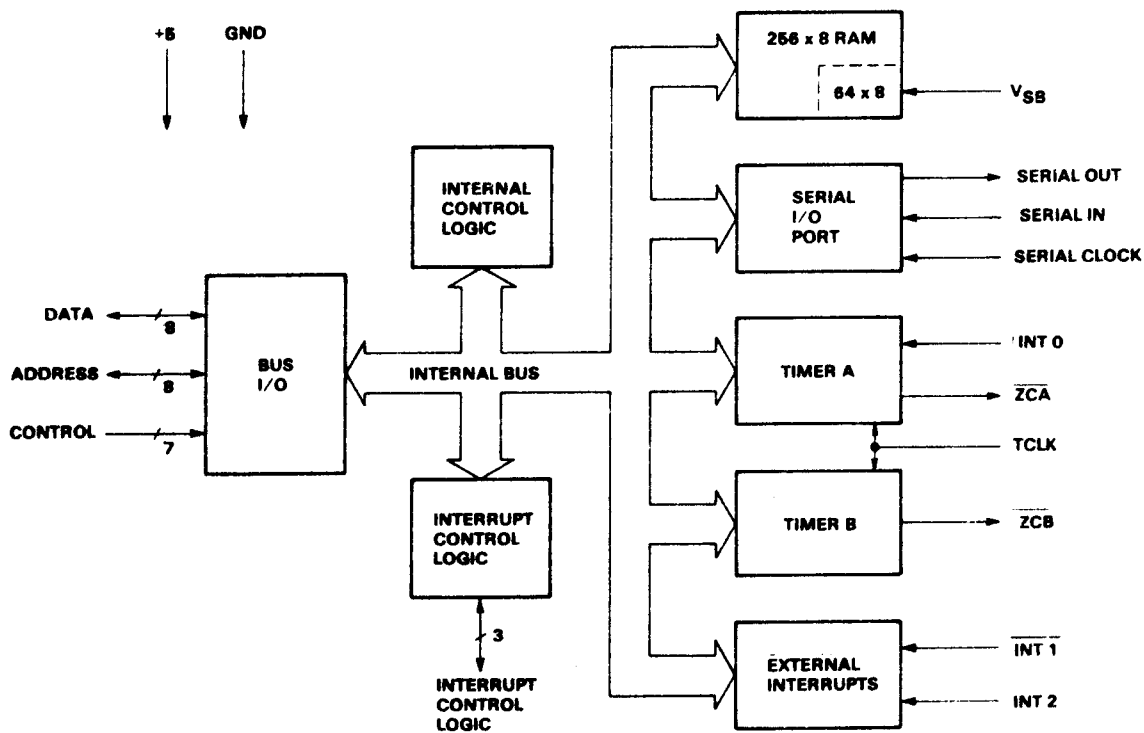 +5
GND
256 x 8 RAM
64 x 8
VSB
INTERNAL
CONTROL
LOGIC
SERIAL
I/O
PORT
SERIAL OUT
SERIAL IN
SERIAL CLOCK
DATA
8
ADDRESS
8
CONTROL
7
BUS
I/O
INTERNAL BUS
TIMER A
INT 0
ZCA
TCLK
INTERRUPT
CONTROL
LOGIC
3
INTERRUPT
CONTROL
LOGIC
TIMER B
ZCB
EXTERNAL
INTERRUPTS
INT 1
INT 2